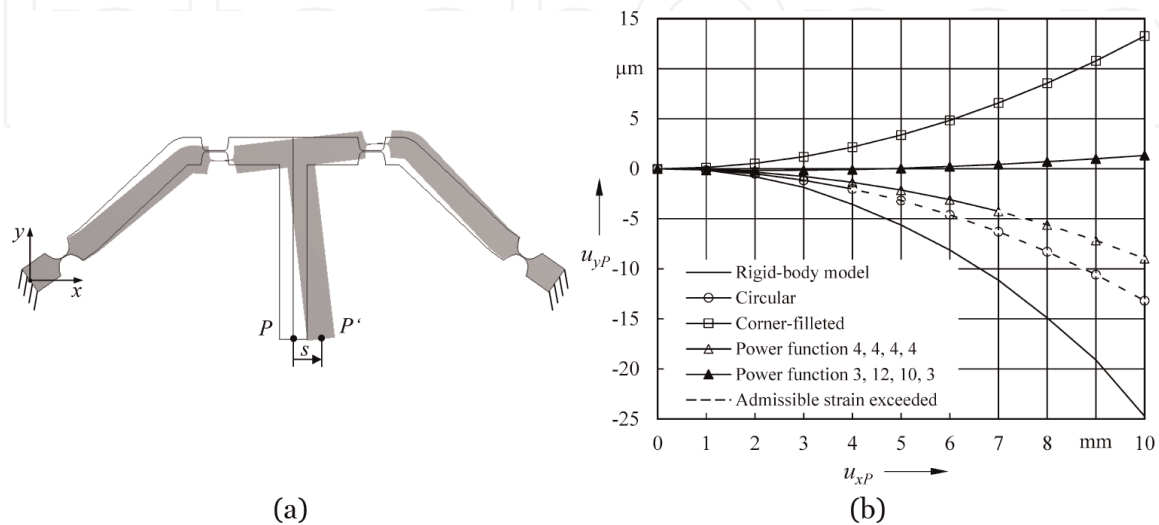 y
x
P
P‘
s
(a)
15
μm
5
0
-5
-10
-15
-20
-25
u_yP
Rigid-body model
Circular
Corner-filleted
Power function 4, 4, 4, 4
Power function 3, 12, 10, 3
Admissible strain exceeded
0 1 2 3 4 5 6 7 8 mm 10
u_xP
(b)